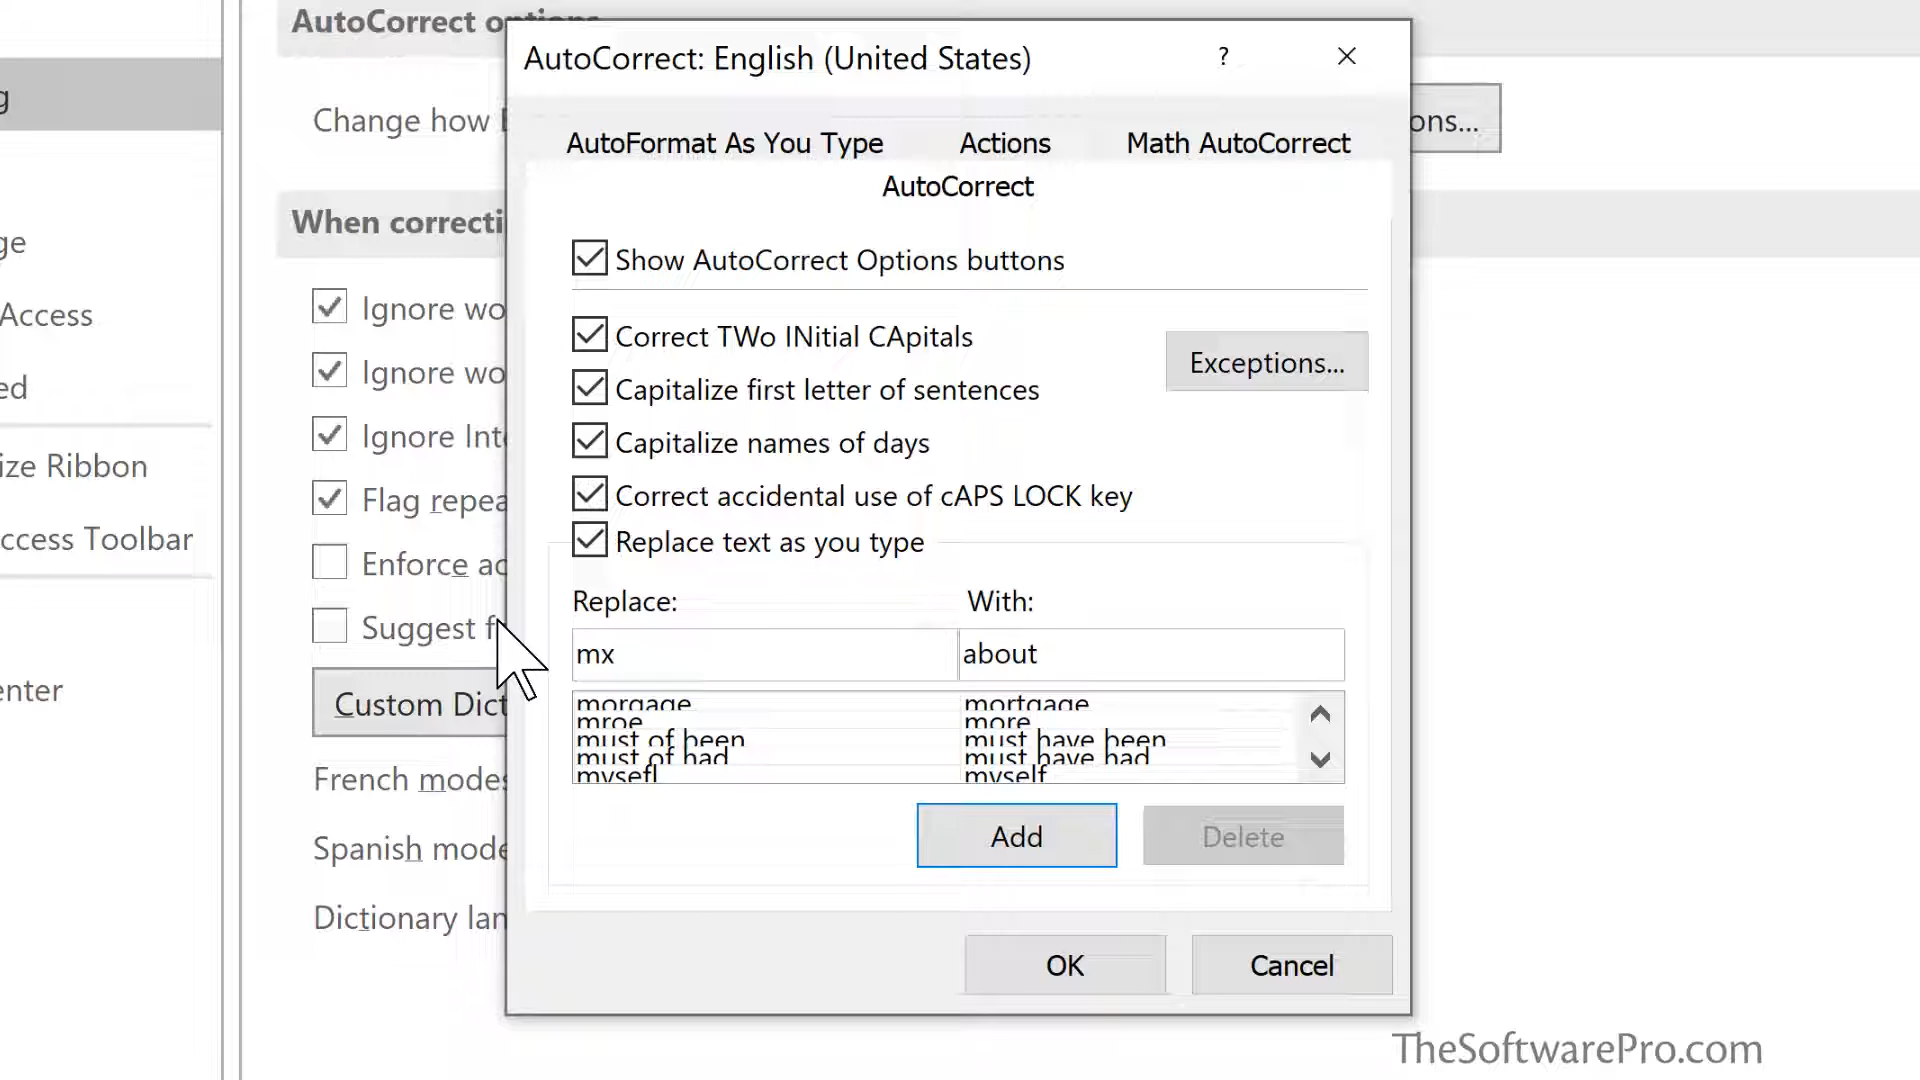 AutoCorrect
AutoCorrect: English (United States)
?
g
Change how
ons...
AutoFormat As You Type
Actions
Math AutoCorrect
AutoCorrect
When correcti
ge
Show AutoCorrect Options buttons
Access
Ignore wo
Correct TWo INitial CApitals
Exceptions...
ed
Ignore wo
Capitalize first letter of sentences
Ignore Int
Capitalize names of days
ize Ribbon
Flag repea
Correct accidental use of cAPS LOCK key
ccess Toolbar
Replace text as you type
Enforce ac
Replace:
With:
Suggest f
mx
about
enter
Custom Dict
morgage
mortgage
mroe
more
must of been
must have been
must of had
must have had
mysefl
myself
French modes
Add
Delete
Spanish mode
Dictionary lan
OK
Cancel
TheSoftwarePro.com